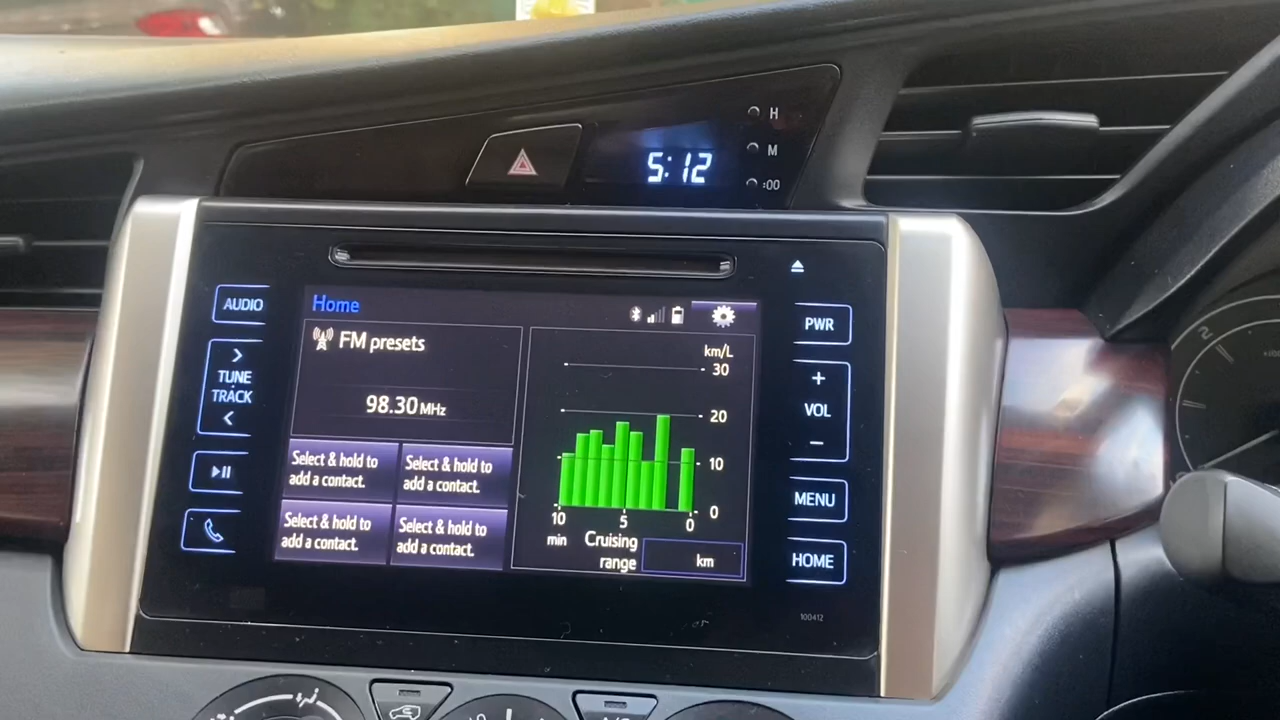 H
5:12
M
:00
AUDIO
TUNE
TRACK
Home
FM presets
98.30 MHz
Select & hold to
add a contact.
Select & hold to
add a contact.
Select & hold to
add a contact.
Select & hold to
add a contact.
km/L
30
20
10
0
10
5
0
min
Cruising
range
km
PWR
+
VOL
−
MENU
HOME
100412
2